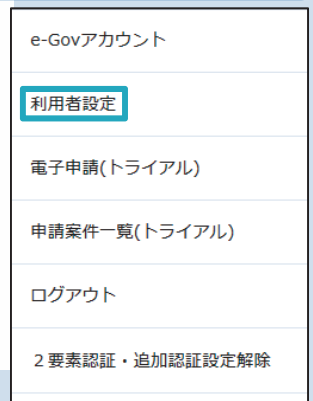 e-Govアカウント
利用者設定
電子申請(トライアル)
申請案件一覧(トライアル)
ログアウト
２要素認証・追加認証設定解除